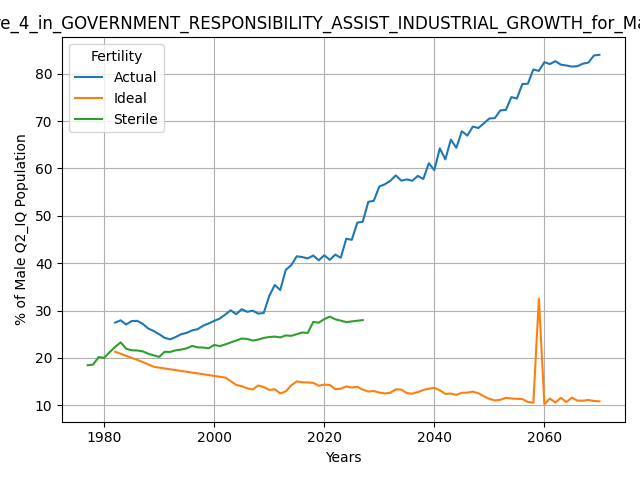 re_4_in_GOVERNMENT_RESPONSIBILITY_ASSIST_INDUSTRIAL_GROWTH_for_Ma
Fertility
Actual
Ideal
Sterile
% of Male Q2_IQ Population
80
70
60
50
40
30
20
10
1980 2000 2020 2040 2060
Years